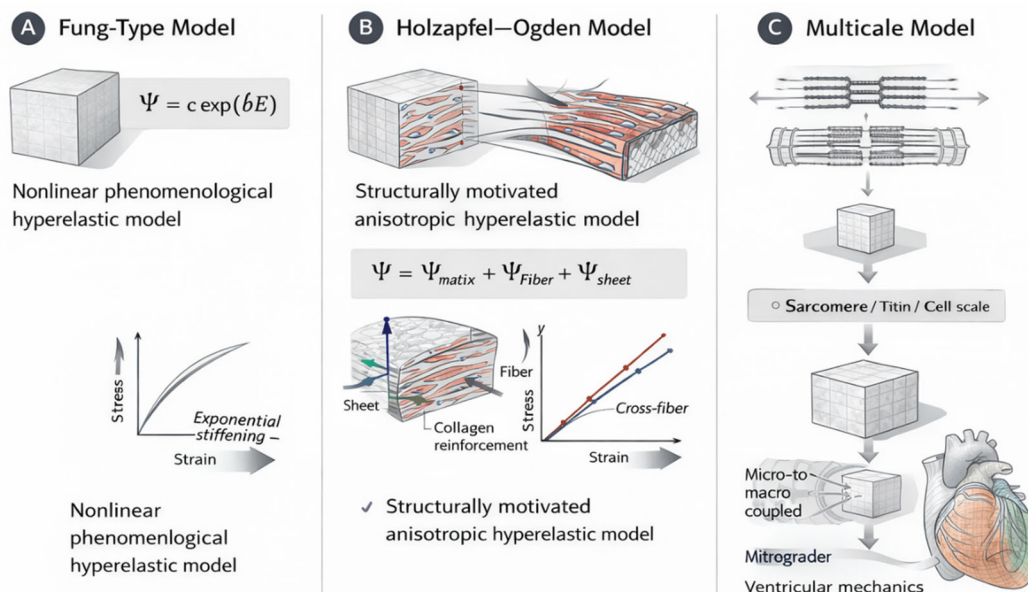 A Fung-Type Model
Ψ = c exp(b́E)
Nonlinear phenomenological
hyperelastic model
Stress
Exponential
stiffening –
Strain
Nonlinear
phenomenlogical
hyperelastic model
B Holzapfel—Ogden Model
Structurally motivated
anisotropic hyperelastic model
Ψ = Ψmatix + ΨFiber + Ψsheet
Sheet
Collagen
reinforcement
y
Fiber
Stress
Cross-fiber
Strain
✓ Structurally motivated
anisotropic hyperelastic model
C Multicale Model
○ Sarcomere / Titin / Cell scale
Micro-to
macro
coupled
Mitrograder
Ventricular mechanics